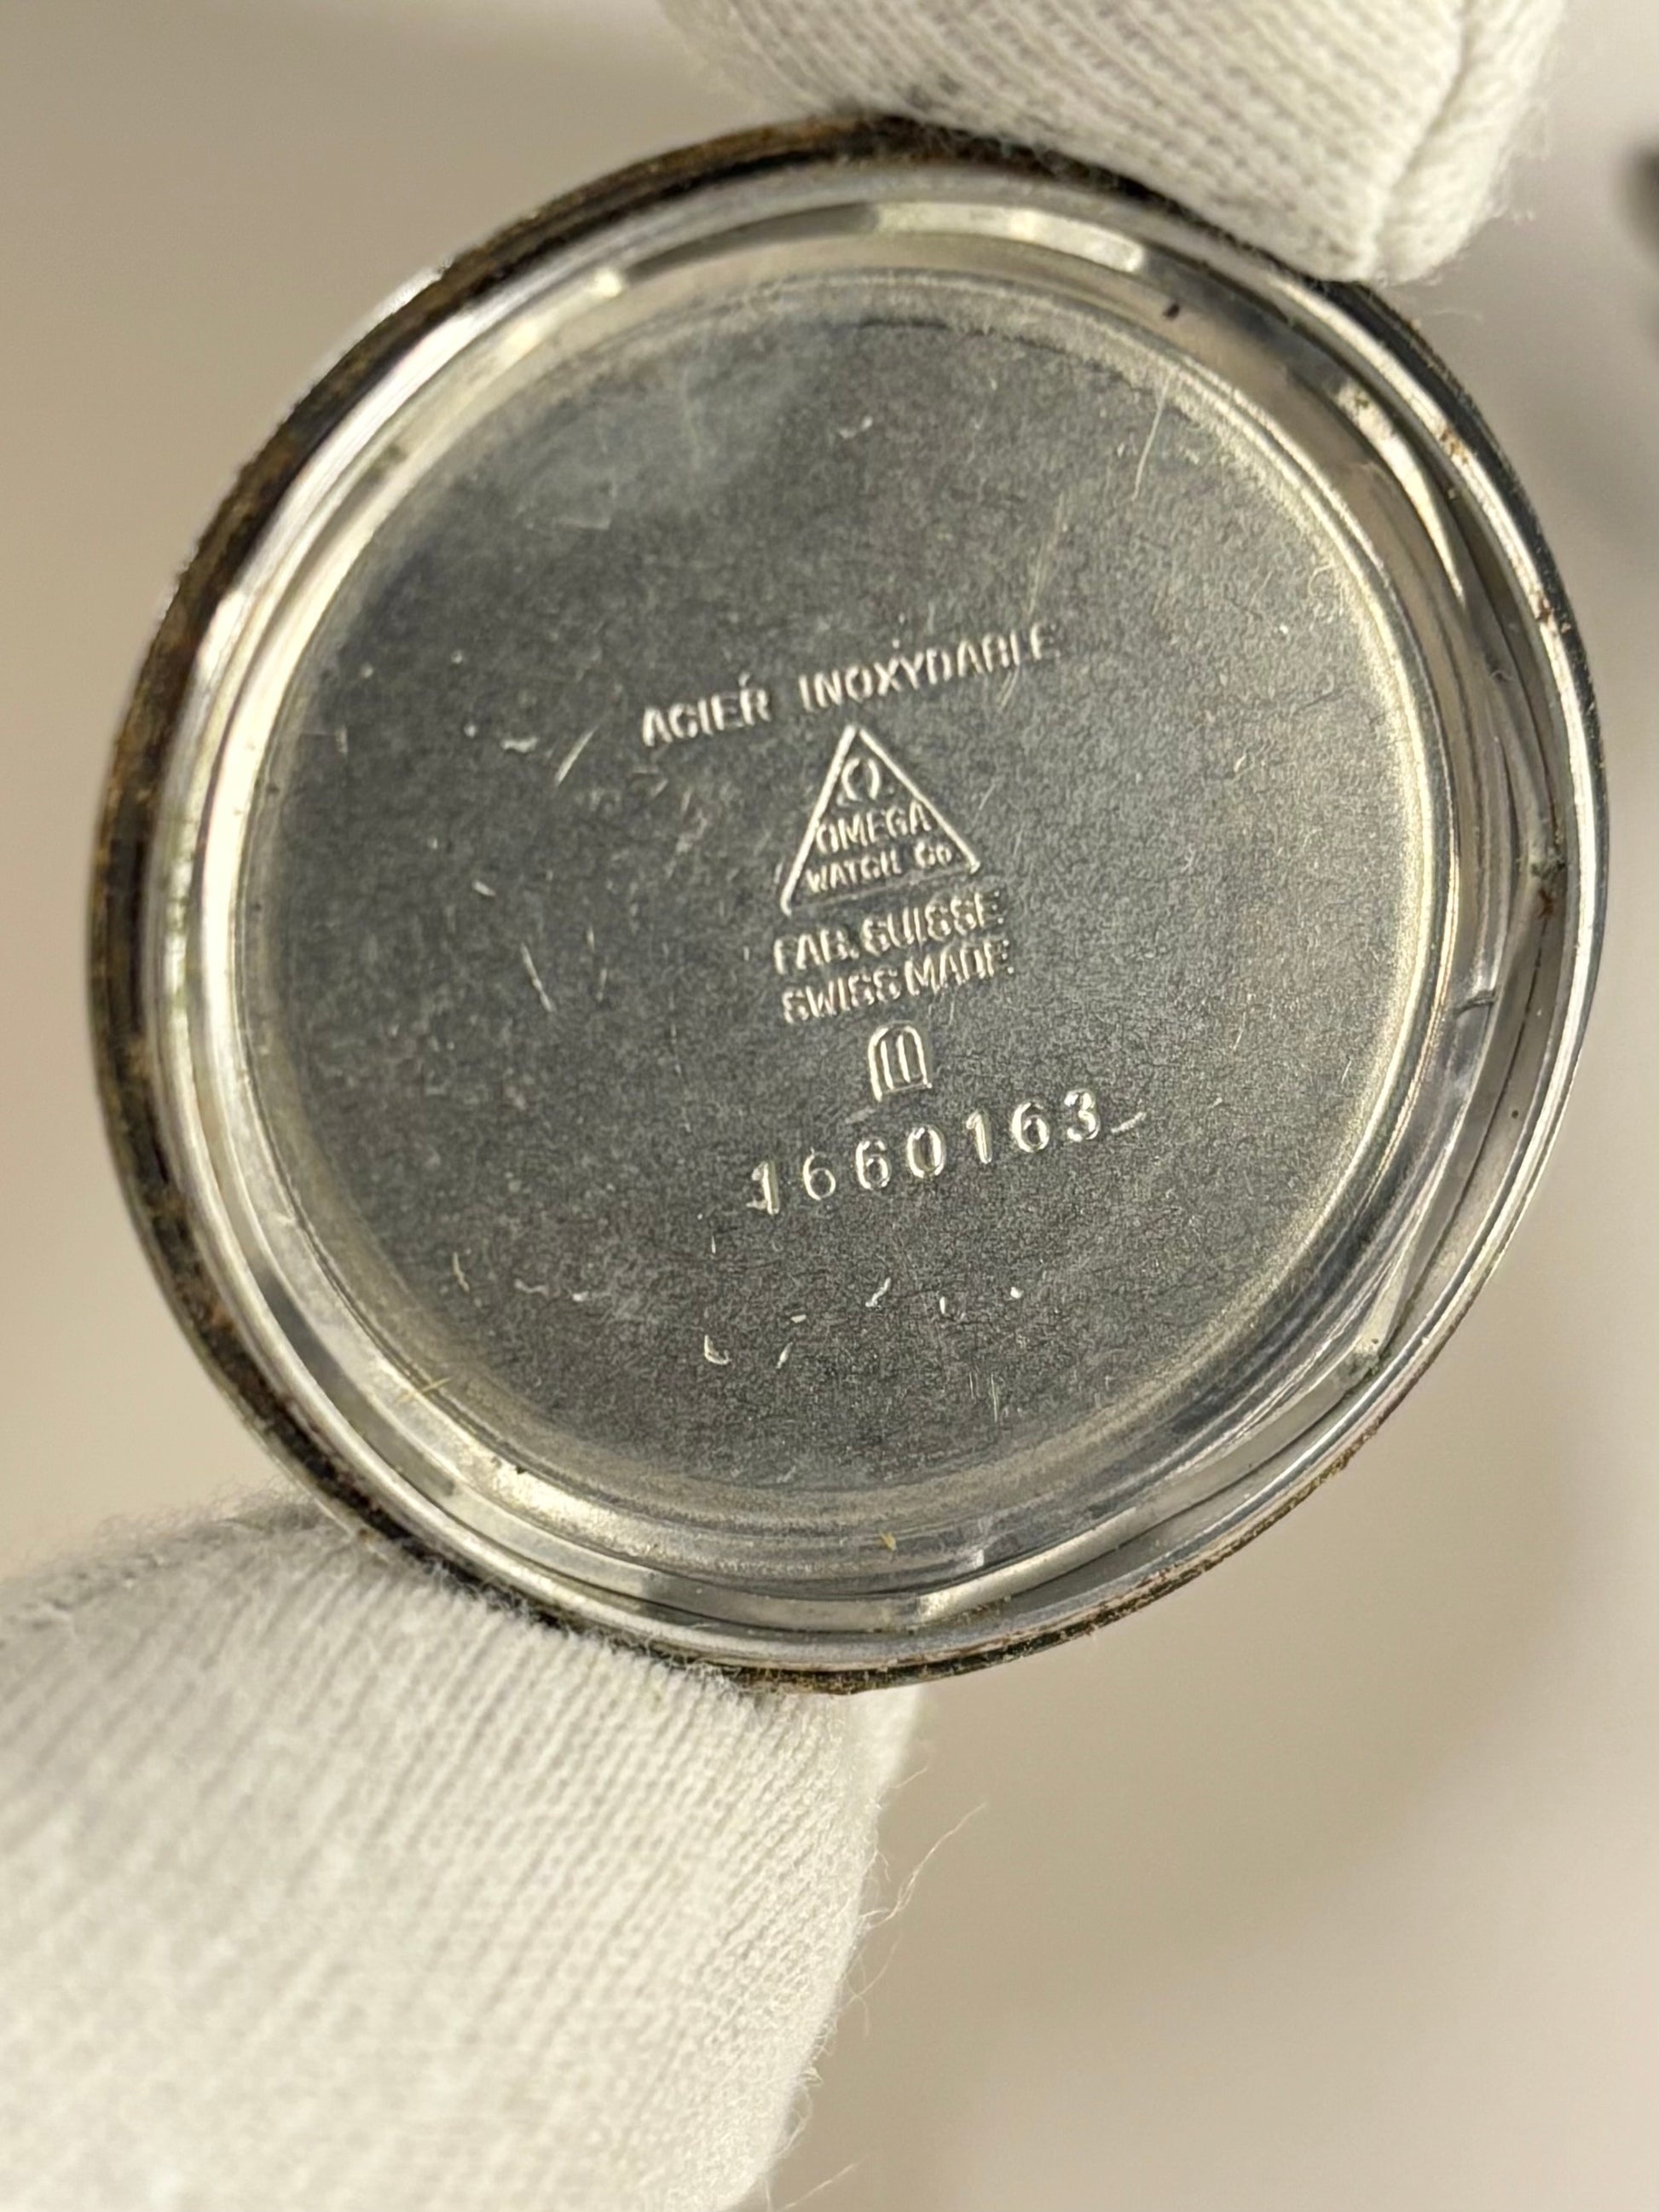 ACIER INOXYDABLE
Ω
OMEGA
WATCH Co
FAB. SUISSE
SWISS MADE
1660163